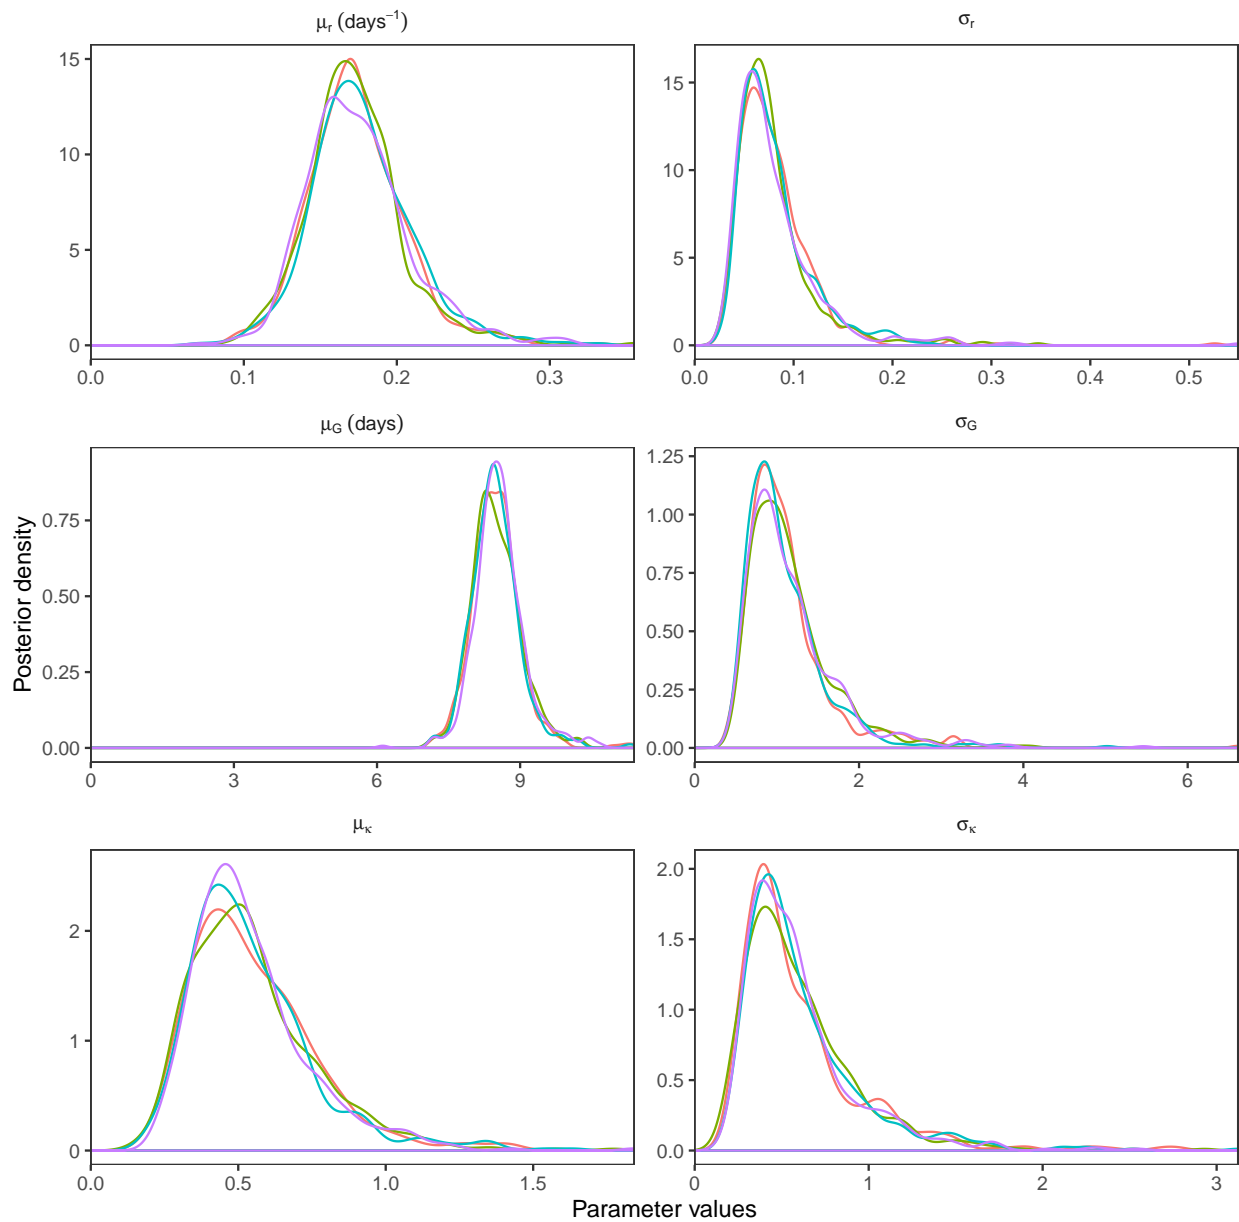 μr (days⁻¹)
σr
15
10
5
0
0.0 0.1 0.2 0.3
15
10
5
0
0.0 0.1 0.2 0.3 0.4 0.5
μG (days)
σG
0.75
0.50
0.25
0.00
0 3 6 9
1.25
1.00
0.75
0.50
0.25
0.00
0 2 4 6
Posterior density
μκ
σκ
2
1
0
0.0 0.5 1.0 1.5
2.0
1.5
1.0
0.5
0.0
0 1 2 3
Parameter values